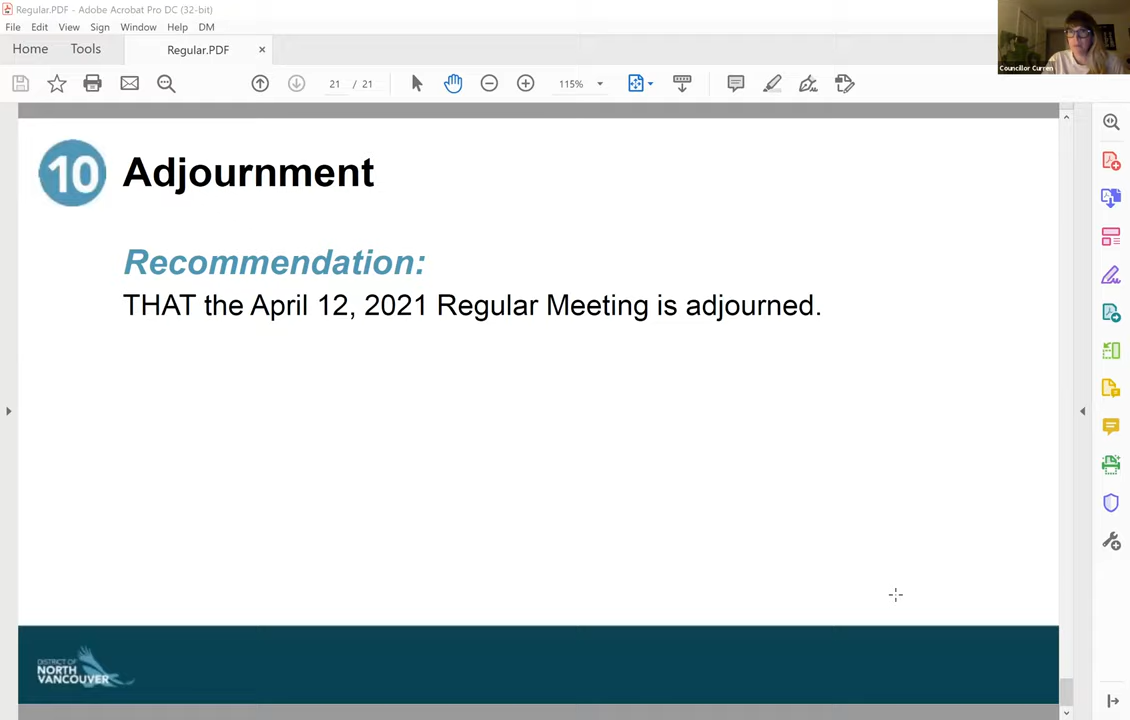 Regular.PDF - Adobe Acrobat Pro DC (32-bit)
File Edit View Sign Window Help DM
Home Tools Regular.PDF ×
21 / 21 115%
Councillor Curren
10 Adjournment
Recommendation:
THAT the April 12, 2021 Regular Meeting is adjourned.
DISTRICT OF
NORTH
VANCOUVER